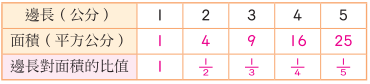 邊長（公分） 1 2 3 4 5
面積（平方公分） 1 4 9 16 25
邊長對面積的比值 1 1/2 1/3 1/4 1/5